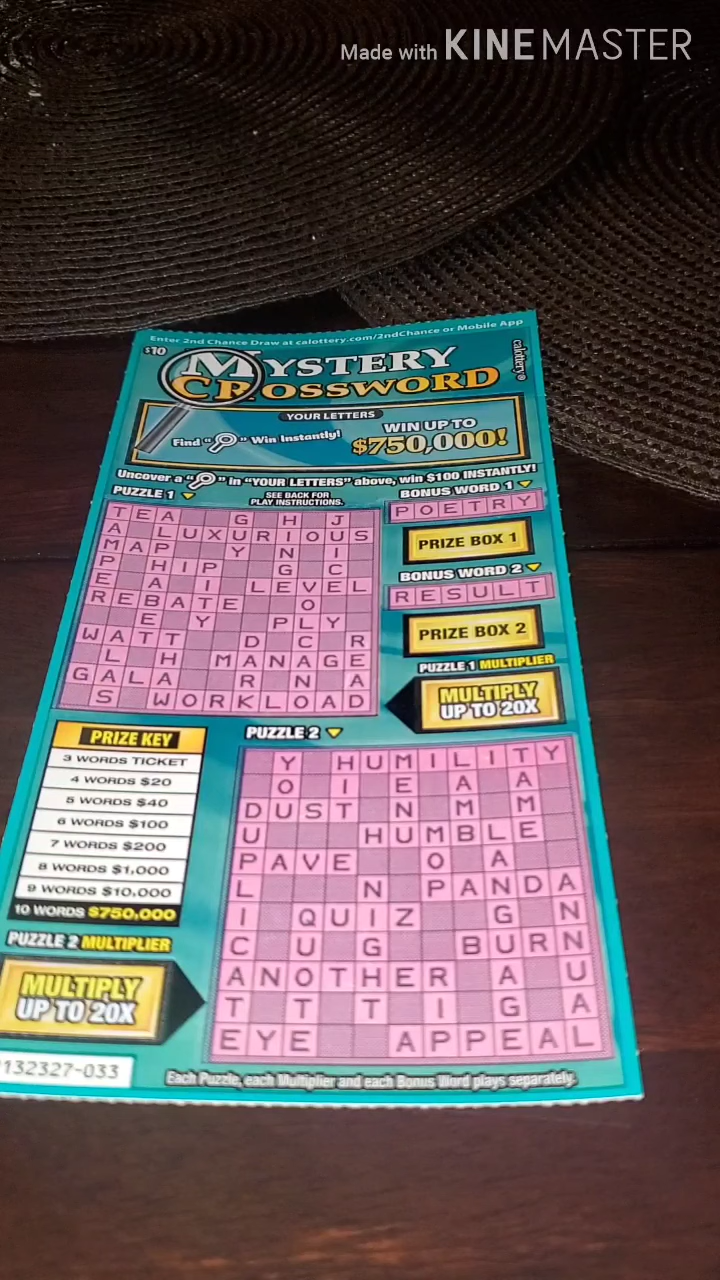 Made with KINEMASTER
Enter 2nd Chance Draw at calottery.com/2ndChance or Mobile App
$10
MYSTERY
CROSSWORD
calottery®
YOUR LETTERS
Find "🔍" Win Instantly!
WIN UP TO
$750,000!
Uncover a "🔍" in "YOUR LETTERS" above, win $100 INSTANTLY!
PUZZLE 1
SEE BACK FOR
PLAY INSTRUCTIONS.
T E A G H J
A L U X U R I O U S
M A P Y N I
P H I P G C
E A I L E V E L
R E B A T E O
E Y P L Y
W A T T D C R
L H M A N A G E
G A L A R N A
S W O R K L O A D
BONUS WORD 1
POETRY
PRIZE BOX 1
BONUS WORD 2
RESULT
PRIZE BOX 2
PUZZLE 1 MULTIPLIER
MULTIPLY
UP TO 20X
PRIZE KEY
3 WORDS TICKET
4 WORDS $20
5 WORDS $40
6 WORDS $100
7 WORDS $200
8 WORDS $1,000
9 WORDS $10,000
10 WORDS $750,000
PUZZLE 2 MULTIPLIER
MULTIPLY
UP TO 20X
132327-033
PUZZLE 2
Y H U M I L I T Y
O I E A A
D U S T N M M
U H U M B L E
P A V E O A
L N P A N D A
I Q U I Z G N
C U G B U R N
A N O T H E R A U
T T T I G A
E Y E A P P E A L
Each Puzzle, each Multiplier and each Bonus Word plays separately.